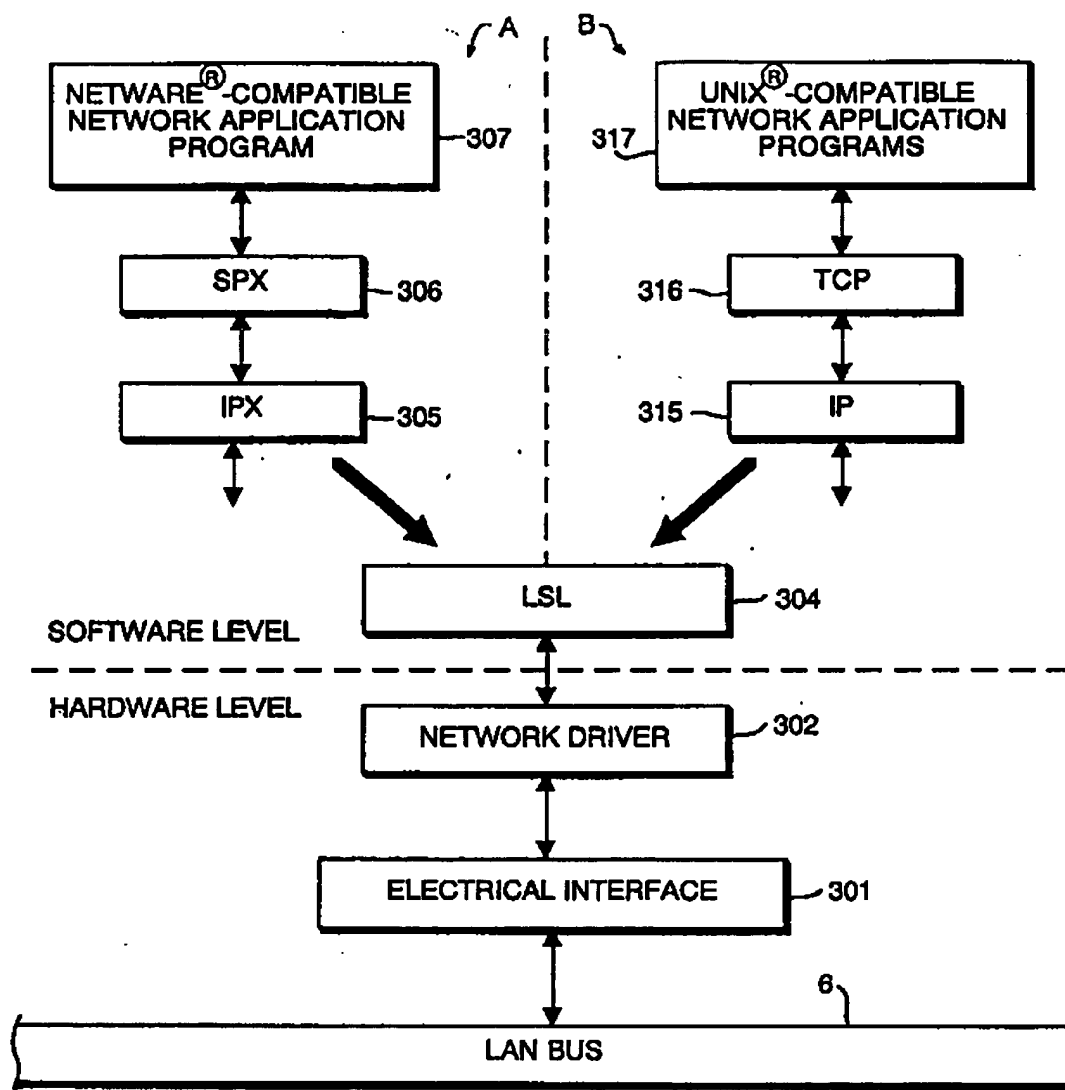 A
B
NETWARE®-COMPATIBLE
NETWORK APPLICATION
PROGRAM
307
UNIX®-COMPATIBLE
NETWORK APPLICATION
PROGRAMS
317
SPX
306
TCP
316
IPX
305
IP
315
LSL
304
SOFTWARE LEVEL
HARDWARE LEVEL
NETWORK DRIVER
302
ELECTRICAL INTERFACE
301
6
LAN BUS